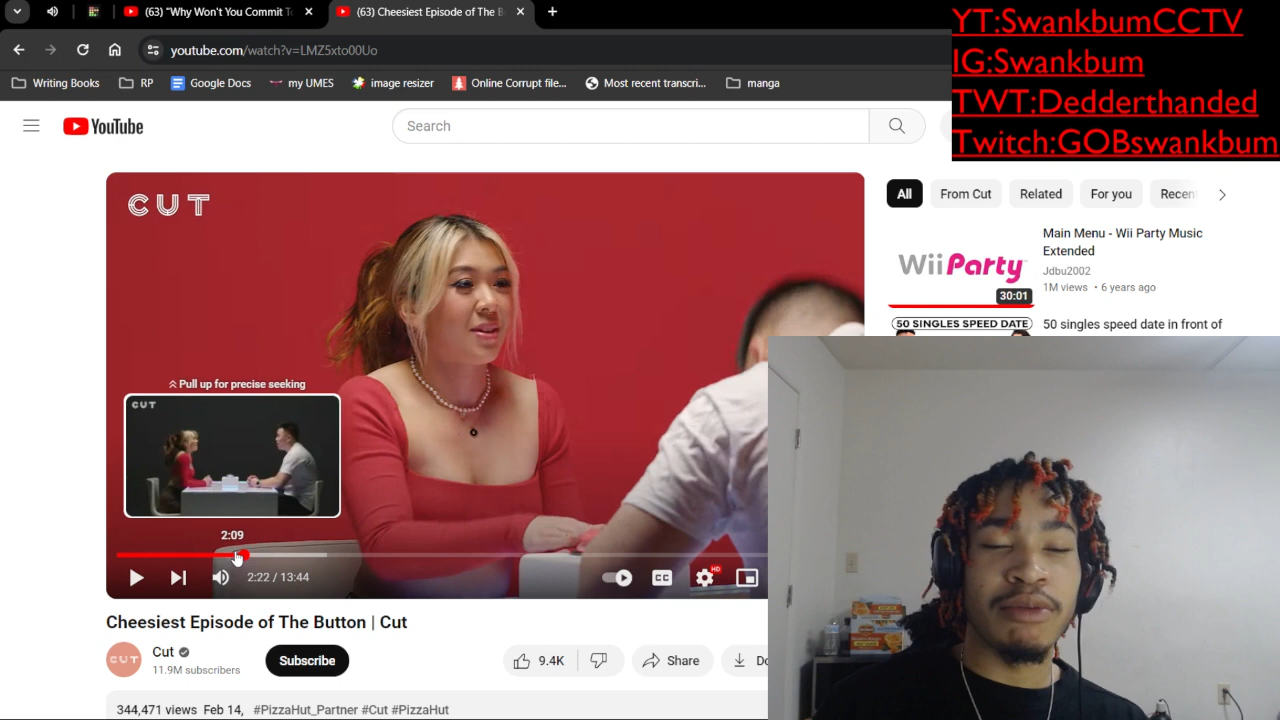 (63) "Why Won't You Commit To
(63) Cheesiest Episode of The B
youtube.com/watch?v=LMZ5xto00Uo
Writing Books
RP
Google Docs
my UMES
image resizer
Online Corrupt file...
Most recent transcri...
manga
YT:SwankbumCCTV
IG:Swankbum
TWT:Dedderthanded
Twitch:GOBswankbum
YouTube
Search
CUT
Pull up for precise seeking
CUT
2:09
2:22 / 13:44
CC
HD
All
From Cut
Related
For you
Recen
Wii Party
30:01
Main Menu - Wii Party Music
Extended
Jdbu2002
1M views • 6 years ago
50 SINGLES SPEED DATE
50 singles speed date in front of
Cheesiest Episode of The Button | Cut
CUT
Cut
11.9M subscribers
Subscribe
9.4K
Share
Do
344,471 views Feb 14, #PizzaHut_Partner #Cut #PizzaHut